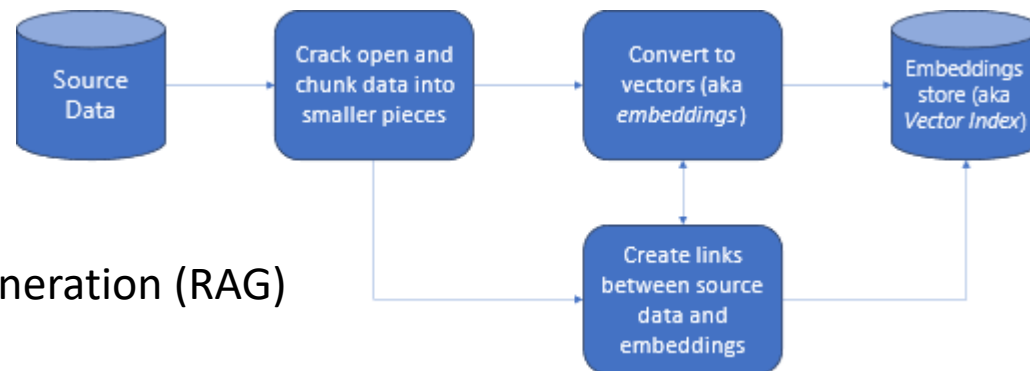 Source
Data
Crack open and
chunk data into
smaller pieces
Convert to
vectors (aka
embeddings)
Embeddings
store (aka
Vector Index)
Create links
between source
data and
embeddings
neration (RAG)